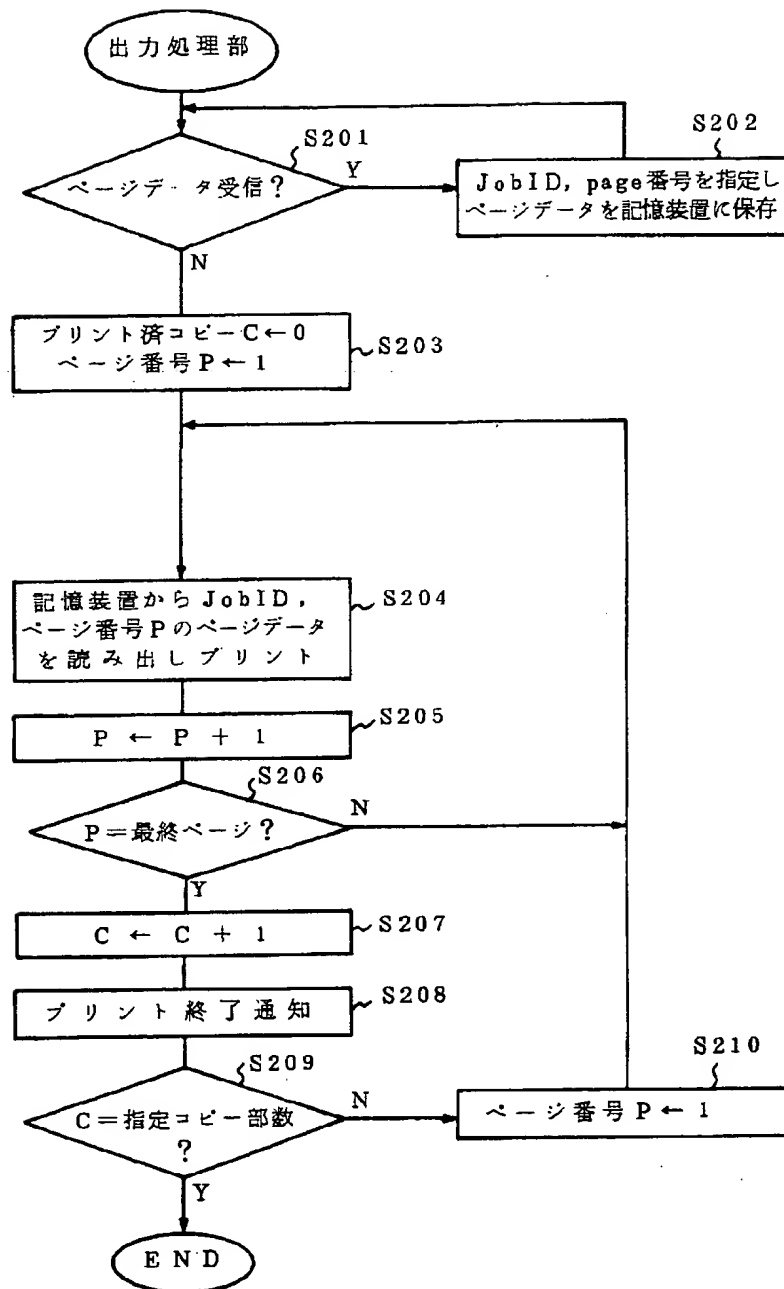 出力処理部
S201
ページデータ受信?
Y
N
S202
JobID,page番号を指定し
ページデータを記憶装置に保存
プリント済コピーC←0
ページ番号P←1
S203
記憶装置からJobID,
ページ番号Pのページデータ
を読み出しプリント
S204
P ← P + 1
S205
S206
P=最終ページ?
N
Y
C ← C + 1
S207
プリント終了通知
S208
S209
C=指定コピー部数
?
N
Y
S210
ページ番号P←1
END